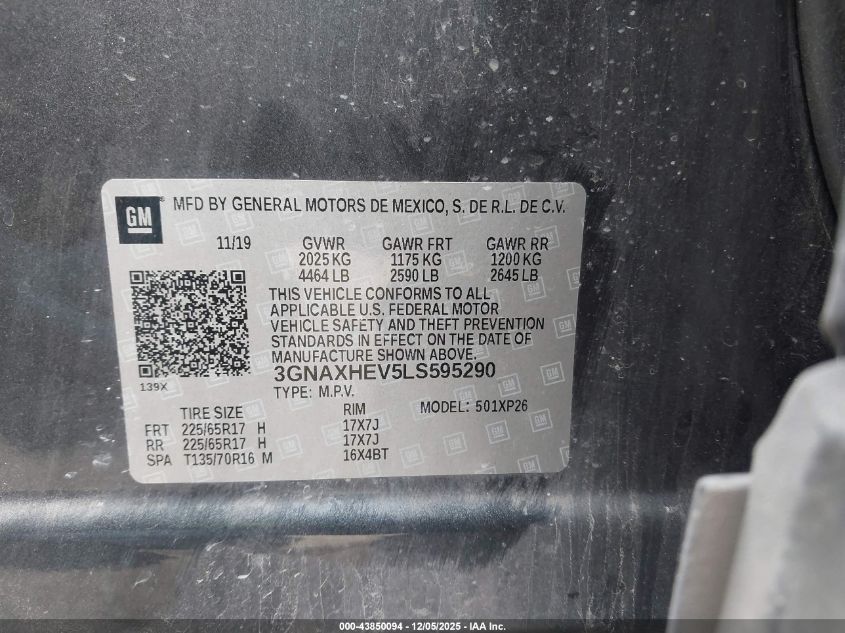 GM ® MFD BY GENERAL MOTORS DE MEXICO, S. DE R.L. DE C.V.
11/19 GVWR GAWR FRT GAWR RR
2025 KG 1175 KG 1200 KG
4464 LB 2590 LB 2645 LB
THIS VEHICLE CONFORMS TO ALL
APPLICABLE U.S. FEDERAL MOTOR
VEHICLE SAFETY AND THEFT PREVENTION
STANDARDS IN EFFECT ON THE DATE OF
MANUFACTURE SHOWN ABOVE.
139X 3GNAXHEV5LS595290
TYPE: M.P.V.
TIRE SIZE RIM MODEL: 501XP26
FRT 225/65R17 H 17X7J
RR 225/65R17 H 17X7J
SPA T135/70R16 M 16X4BT
000-43850094 - 12/05/2025 - IAA Inc.